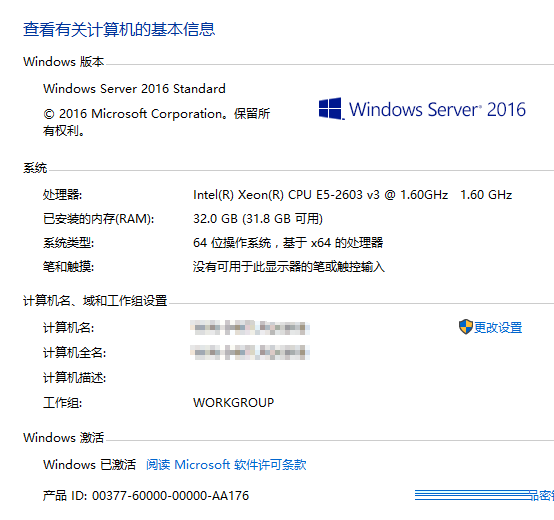 查看有关计算机的基本信息
Windows 版本
Windows Server 2016 Standard
© 2016 Microsoft Corporation。保留所
有权利。
Windows Server® 2016
系统
处理器: Intel(R) Xeon(R) CPU E5-2603 v3 @ 1.60GHz 1.60 GHz
已安装的内存(RAM): 32.0 GB (31.8 GB 可用)
系统类型: 64 位操作系统，基于 x64 的处理器
笔和触摸: 没有可用于此显示器的笔或触控输入
计算机名、域和工作组设置
计算机名: 更改设置
计算机全名:
计算机描述:
工作组: WORKGROUP
Windows 激活
Windows 已激活 阅读 Microsoft 软件许可条款
产品 ID: 00377-60000-00000-AA176